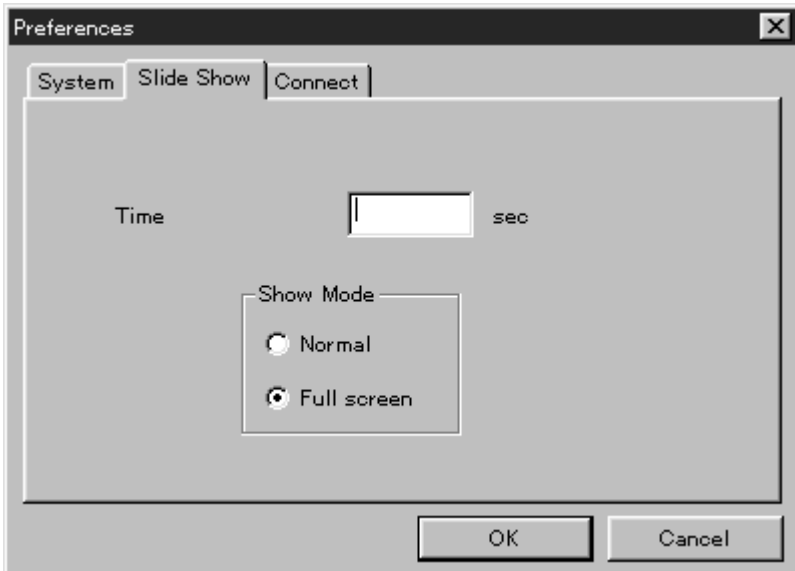 Preferences
System Slide Show Connect
Time sec
Show Mode
Normal
Full screen
OK Cancel